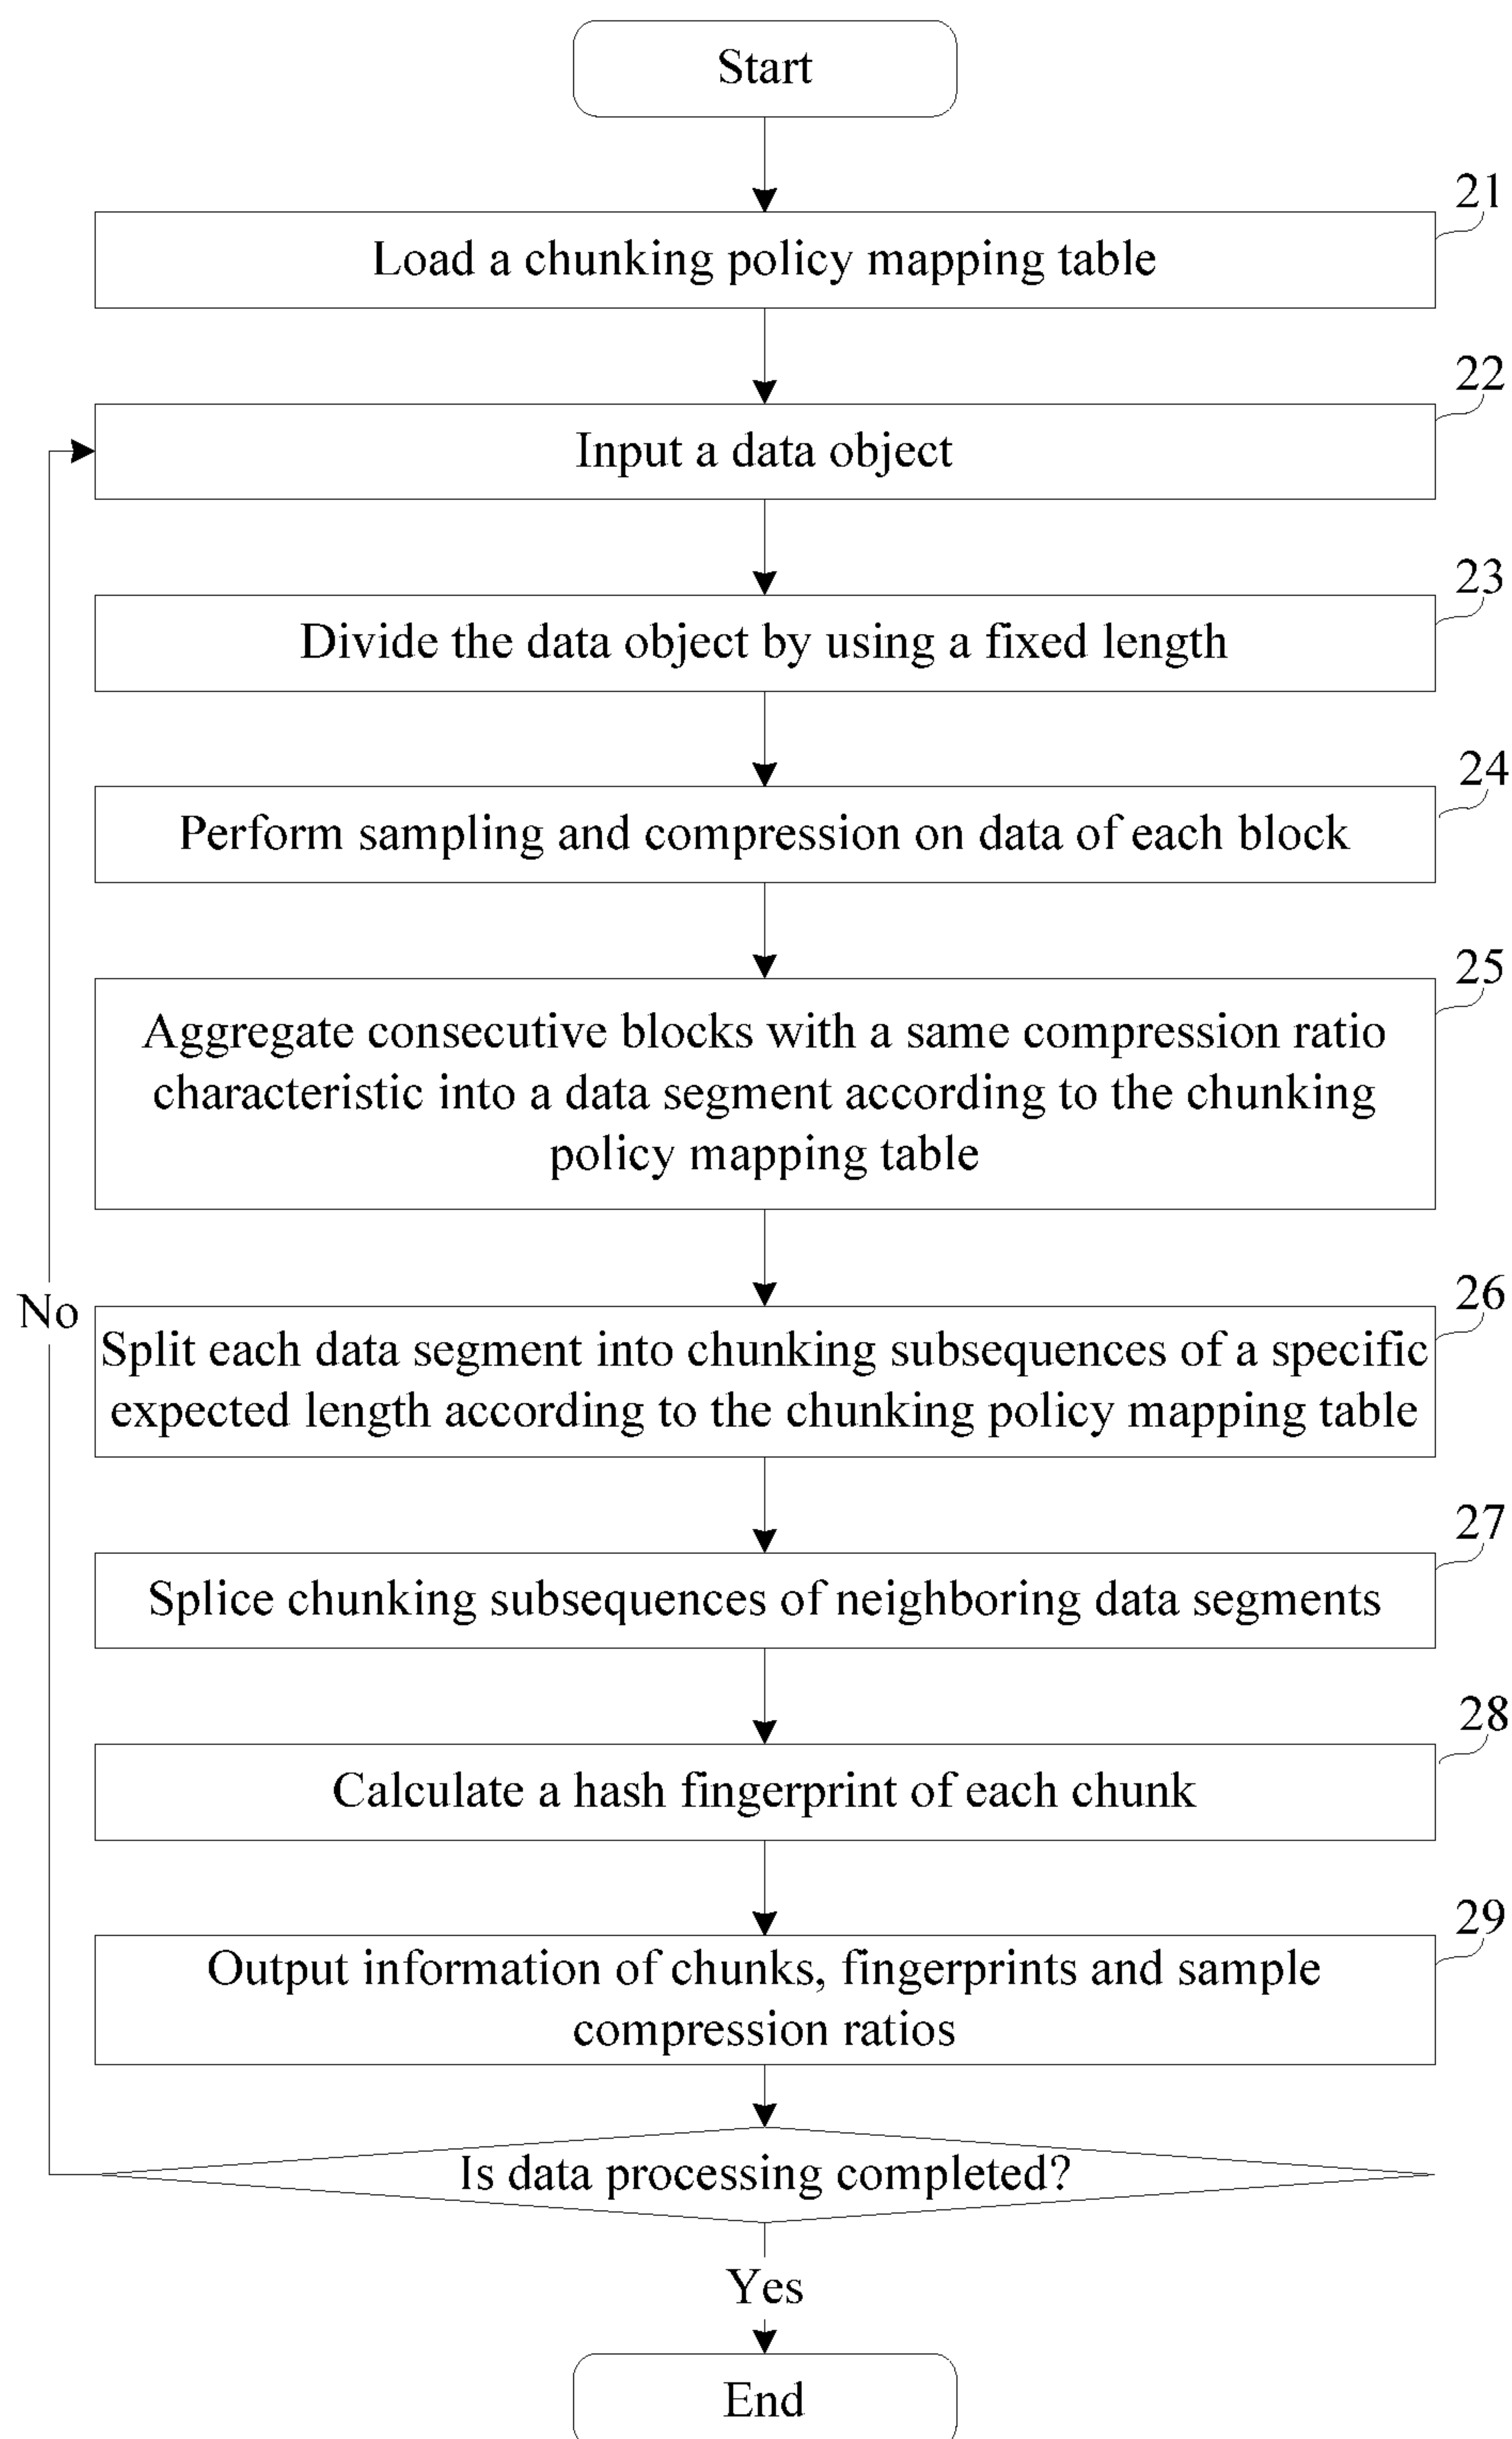 Start
21
Load a chunking policy mapping table
22
Input a data object
23
Divide the data object by using a fixed length
24
Perform sampling and compression on data of each block
25
Aggregate consecutive blocks with a same compression ratio
characteristic into a data segment according to the chunking
policy mapping table
26
No
Split each data segment into chunking subsequences of a specific
expected length according to the chunking policy mapping table
27
Splice chunking subsequences of neighboring data segments
28
Calculate a hash fingerprint of each chunk
29
Output information of chunks, fingerprints and sample
compression ratios
Is data processing completed?
Yes
End